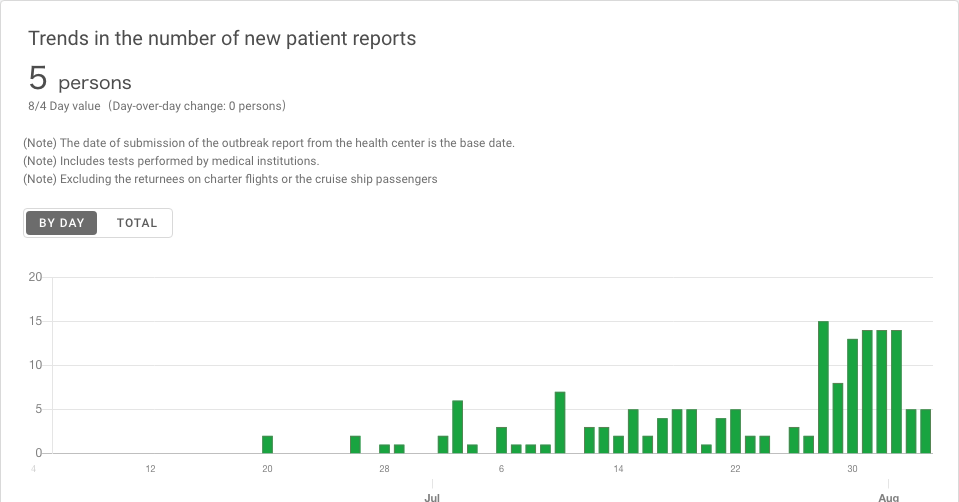 Trends in the number of new patient reports
5 persons
8/4 Day value（Day-over-day change: 0 persons）
(Note) The date of submission of the outbreak report from the health center is the base date.
(Note) Includes tests performed by medical institutions.
(Note) Excluding the returnees on charter flights or the cruise ship passengers
BY DAY TOTAL
20
15
10
5
0
4 12 20 28 6 14 22 30
Jul Aug